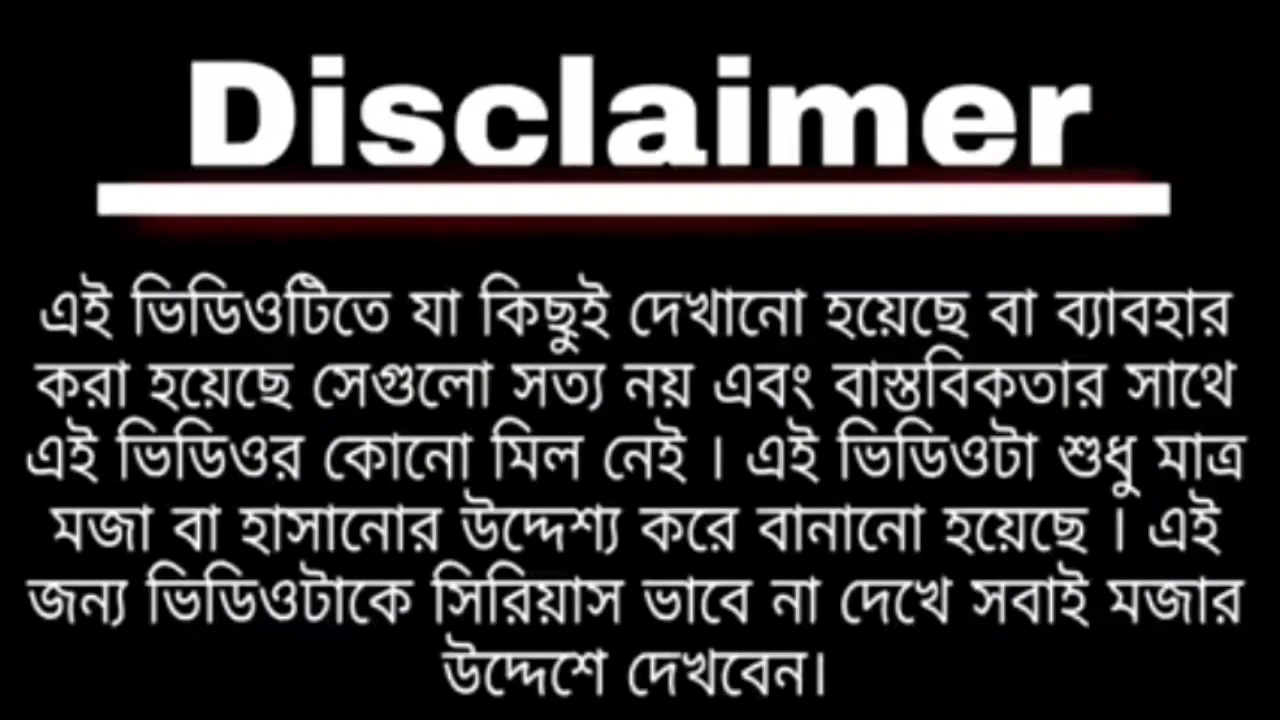 Disclaimer
এই ভিডিওটিতে যা কিছুই দেখানো হয়েছে বা ব্যাবহার
করা হয়েছে সেগুলো সত্য নয় এবং বাস্তবিকতার সাথে
এই ভিডিওর কোনো মিল নেই । এই ভিডিওটা শুধু মাত্র
মজা বা হাসানোর উদ্দেশ্য করে বানানো হয়েছে । এই
জন্য ভিডিওটাকে সিরিয়াস ভাবে না দেখে সবাই মজার
উদ্দেশে দেখবেন।